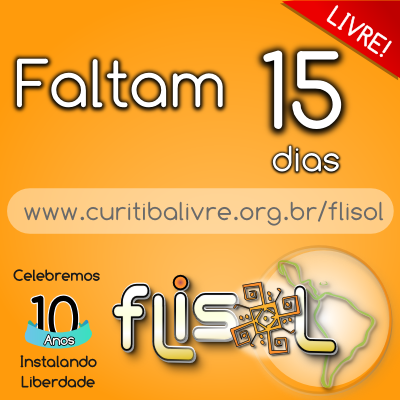 LIVRE!
Faltam 15
dias
www.curitibalivre.org.br/flisol
Celebremos
10
Anos
Instalando
Liberdade
FLISOL